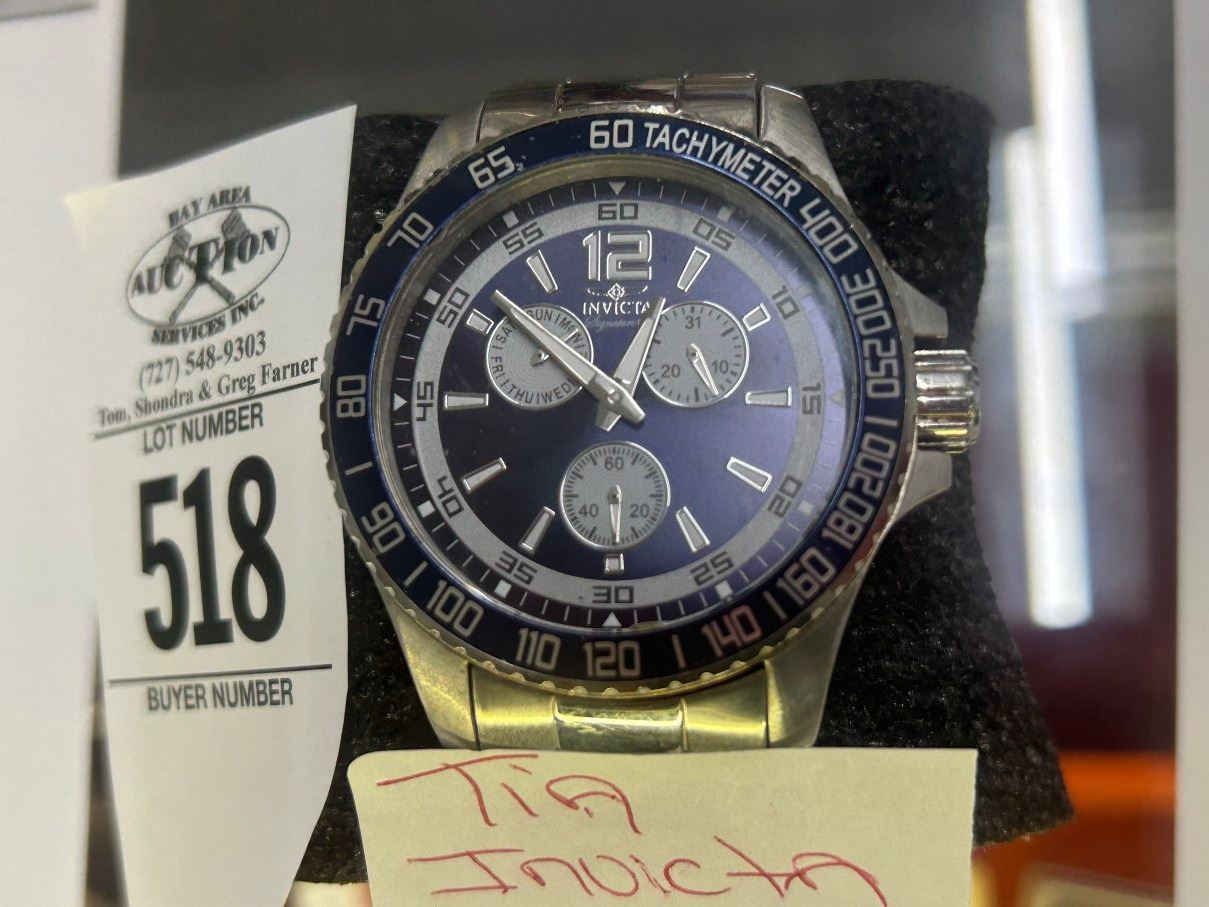 BAY AREA
AUCTION
SERVICES INC.
(727) 548-9303
Tom, Shondra & Greg Farner
LOT NUMBER
518
BUYER NUMBER
60 TACHYMETER 400 300 250 200 180 160 140 120 110 100 90 80 75 70 65
60 05 10 15 20 25 30 35 40 45 50 55
12
INVICTA
Signature
SUN MON WED THU FRI SAT
31 10 20
60 20 40
TiA
INVICTA